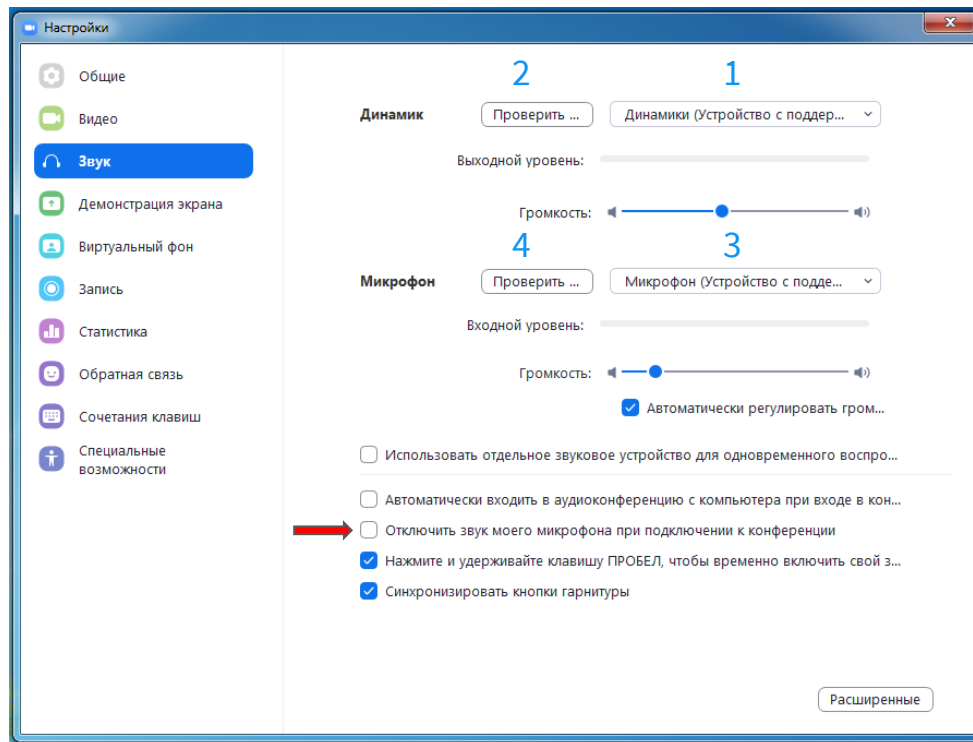 Настройки
Общие
Видео
Звук
Демонстрация экрана
Виртуальный фон
Запись
Статистика
Обратная связь
Сочетания клавиш
Специальные
возможности
2 1
Динамик Проверить ... Динамики (Устройство с поддер...
Выходной уровень:
Громкость:
4 3
Микрофон Проверить ... Микрофон (Устройство с подде...
Входной уровень:
Громкость:
Автоматически регулировать гром...
Использовать отдельное звуковое устройство для одновременного воспро...
Автоматически входить в аудиоконференцию с компьютера при входе в кон...
Отключить звук моего микрофона при подключении к конференции
Нажмите и удерживайте клавишу ПРОБЕЛ, чтобы временно включить свой з...
Синхронизировать кнопки гарнитуры
Расширенные